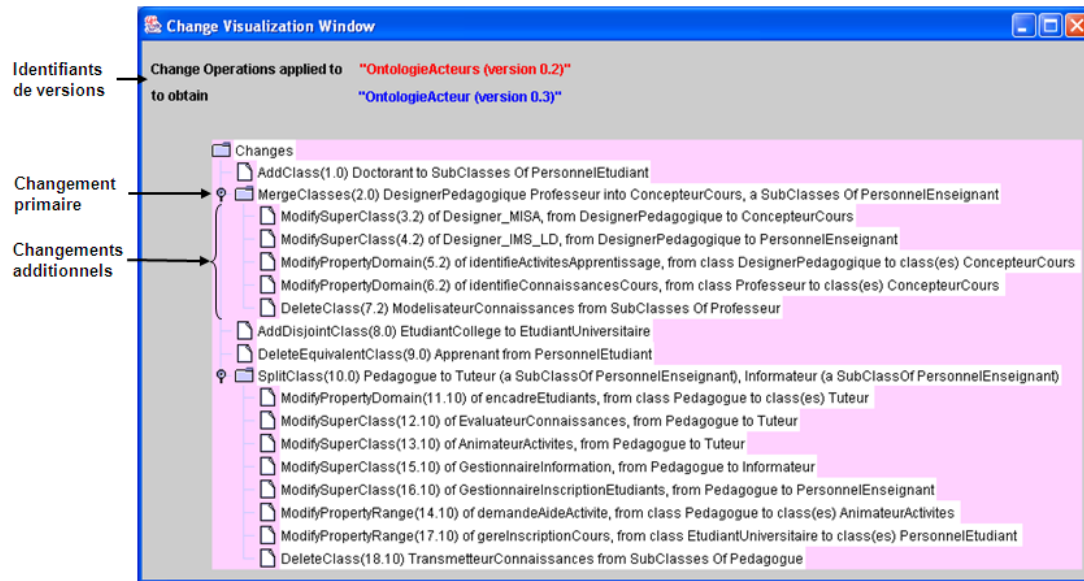 Change Visualization Window
Identifiants
de versions
Change Operations applied to "OntologieActeurs (version 0.2)"
to obtain "OntologieActeur (version 0.3)"
Changes
AddClass(1.0) Doctorant to SubClasses Of PersonnelEtudiant
Changement
primaire
MergeClasses(2.0) DesignerPedagogique Professeur into ConcepteurCours, a SubClasses Of PersonnelEnseignant
Changements
additionnels
ModifySuperClass(3.2) of Designer_MISA, from DesignerPedagogique to ConcepteurCours
ModifySuperClass(4.2) of Designer_IMS_LD, from DesignerPedagogique to PersonnelEnseignant
ModifyPropertyDomain(5.2) of identifieActivitesApprentissage, from class DesignerPedagogique to class(es) ConcepteurCours
ModifyPropertyDomain(6.2) of identifieConnaissancesCours, from class Professeur to class(es) ConcepteurCours
DeleteClass(7.2) ModelisateurConnaissances from SubClasses Of Professeur
AddDisjointClass(8.0) EtudiantCollege to EtudiantUniversitaire
DeleteEquivalentClass(9.0) Apprenant from PersonnelEtudiant
SplitClass(10.0) Pedagogue to Tuteur (a SubClassOf PersonnelEnseignant), Informateur (a SubClassOf PersonnelEnseignant)
ModifyPropertyDomain(11.10) of encadreEtudiants, from class Pedagogue to class(es) Tuteur
ModifySuperClass(12.10) of EvaluateurConnaissances, from Pedagogue to Tuteur
ModifySuperClass(13.10) of AnimateurActivites, from Pedagogue to Tuteur
ModifySuperClass(15.10) of GestionnaireInformation, from Pedagogue to Informateur
ModifySuperClass(16.10) of GestionnaireInscriptionEtudiants, from Pedagogue to PersonnelEnseignant
ModifyPropertyRange(14.10) of demandeAideActivite, from class Pedagogue to class(es) AnimateurActivites
ModifyPropertyRange(17.10) of gereInscriptionCours, from class EtudiantUniversitaire to class(es) PersonnelEtudiant
DeleteClass(18.10) TransmetteurConnaissances from SubClasses Of Pedagogue